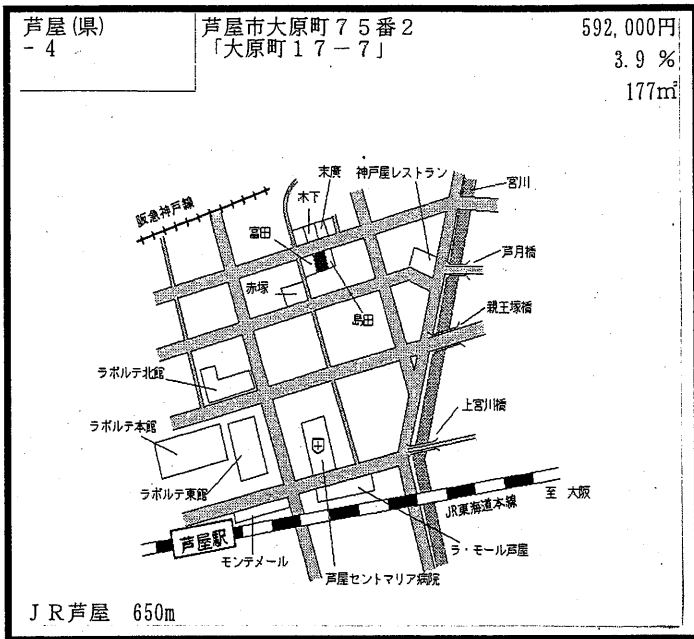 芦屋(県)
- 4
芦屋市大原町75番2
「大原町17-7」
592,000円
3.9 %
177㎡
阪急神戸線
木下
末廣
神戸屋レストラン
宮川
富田
芦月橋
赤塚
島田
親王塚橋
ラポルテ北館
上宮川橋
ラポルテ本館
ラポルテ東館
JR東海道本線
至 大阪
芦屋駅
モンテメール
ラ・モール芦屋
芦屋セントマリア病院
JR芦屋 650m